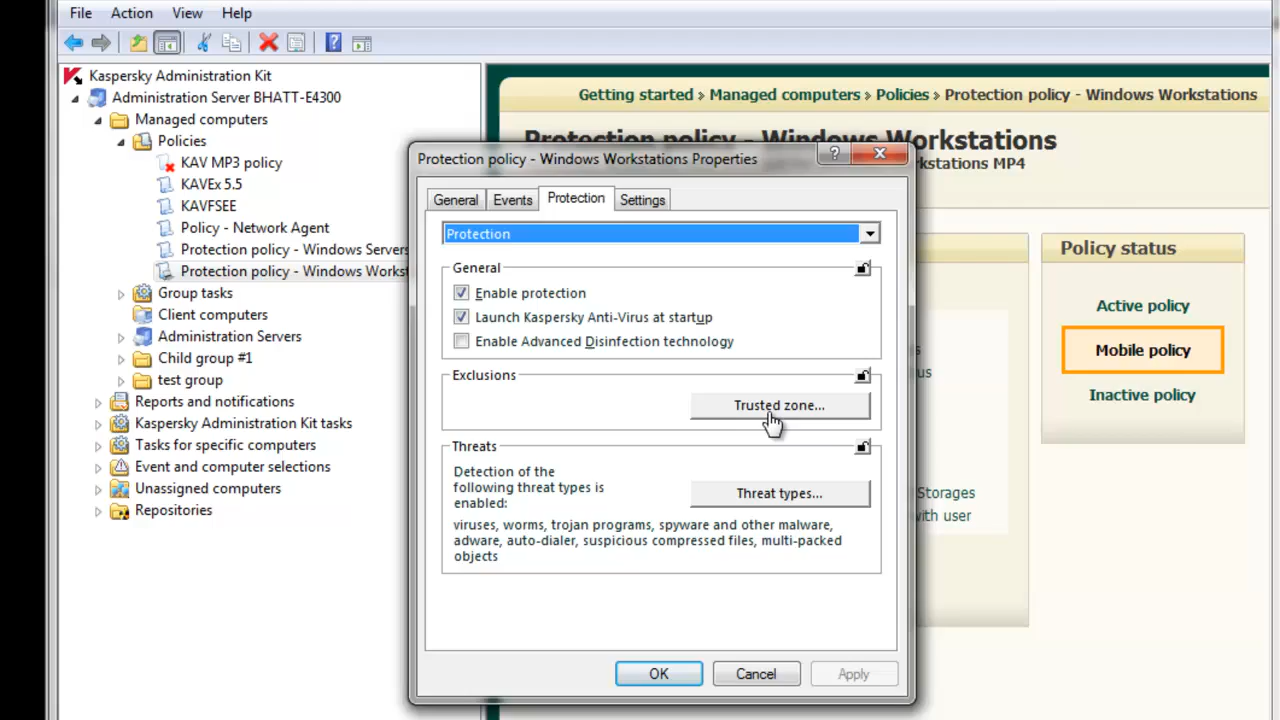 File Action View Help
Kaspersky Administration Kit
Administration Server BHATT-E4300
Managed computers
Policies
KAV MP3 policy
KAVEx 5.5
KAVFSEE
Policy - Network Agent
Protection policy - Windows Servers
Protection policy - Windows Workst
Group tasks
Client computers
Administration Servers
Child group #1
test group
Reports and notifications
Kaspersky Administration Kit tasks
Tasks for specific computers
Event and computer selections
Unassigned computers
Repositories
Getting started › Managed computers › Policies › Protection policy - Windows Workstations
Protection policy - Windows Workstations
kstations MP4
Protection policy - Windows Workstations Properties
?
General Events Protection Settings
Protection
General
Enable protection
Launch Kaspersky Anti-Virus at startup
Enable Advanced Disinfection technology
Exclusions
Trusted zone...
Threats
Detection of the
following threat types is
enabled:
Threat types...
viruses, worms, trojan programs, spyware and other malware,
adware, auto-dialer, suspicious compressed files, multi-packed
objects
OK Cancel Apply
Storages
with user
Policy status
Active policy
Mobile policy
Inactive policy